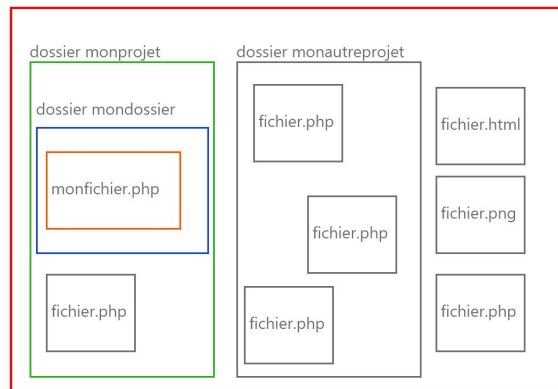 dossier monprojet
dossier mondossier
monfichier.php
fichier.php
dossier monautreprojet
fichier.php
fichier.php
fichier.php
fichier.html
fichier.png
fichier.php